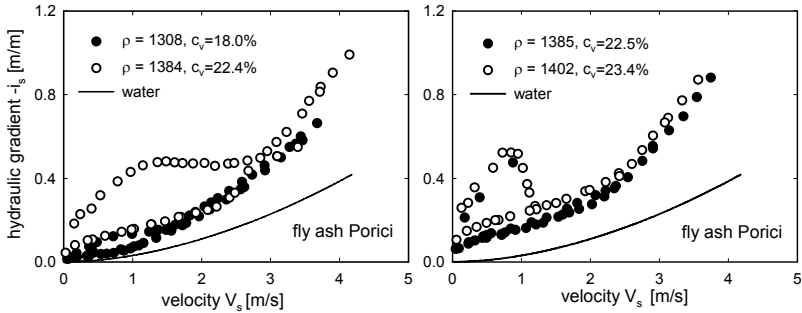 hydraulic gradient -i_s [m/m]
1.2
0.8
0.4
0.0
ρ = 1308, c_v=18.0%
ρ = 1384, c_v=22.4%
water
fly ash Porici
0 1 2 3 4 5
velocity V_s [m/s]
1.2
0.8
0.4
0.0
ρ = 1385, c_v=22.5%
ρ = 1402, c_v=23.4%
water
fly ash Porici
0 1 2 3 4 5
velocity V_s [m/s]